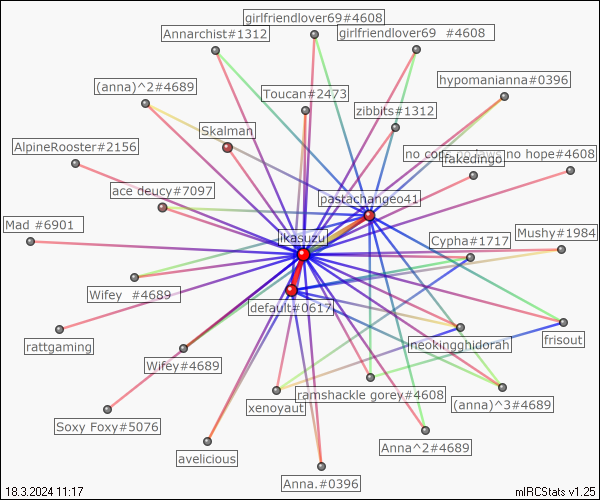 girlfriendlover69#4608
Annarchist#1312
girlfriendlover69 #4608
(anna)^2#4689
hypomanianna#0396
Toucan#2473
zibbits#1312
Skalman
AlpineRooster#2156
no cops no jaws no hope#4608
fakedingo
ace deucy#7097
pastachangeo41
Mad #6901
Mushy#1984
ikasuzu
Cypha#1717
Wifey #4689
default#0617
rattgaming
neokingghidorah
frisout
Wifey#4689
ramshackle gorey#4608
xenoyaut
(anna)^3#4689
Soxy Foxy#5076
Anna^2#4689
avelicious
Anna.#0396
18.3.2024 11:17
mIRCStats v1.25